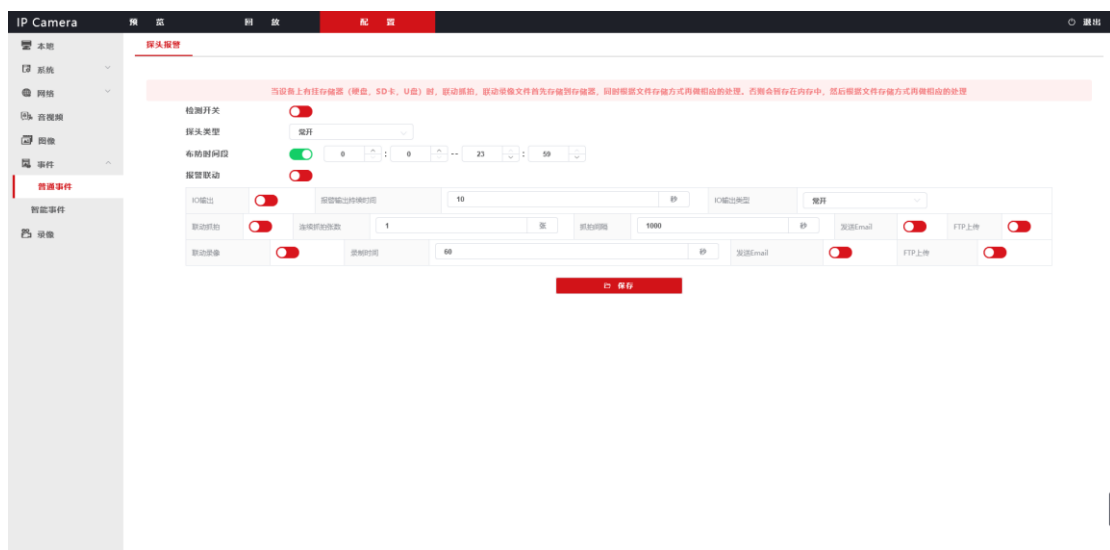 IP Camera 预 览 回 放 配 置 退出
本地
系统
网络
音视频
图像
事件
普通事件
智能事件
录像
探头报警
当设备上有挂存储器（硬盘，SD卡，U盘）时，联动抓拍，联动录像文件首先存储到存储器，同时根据文件存储方式再做相应的处理。否则会暂存在内存中，然后根据文件存储方式再做相应的处理
检测开关
探头类型 常开
布防时间段 0 : 0 -- 23 : 59
报警联动
IO输出 报警输出持续时间 10 秒 IO输出类型 常开
联动抓拍 连续抓拍张数 1 张 抓拍间隔 1000 秒 发送Email FTP上传
联动录像 录制时间 60 秒 发送Email FTP上传
保存